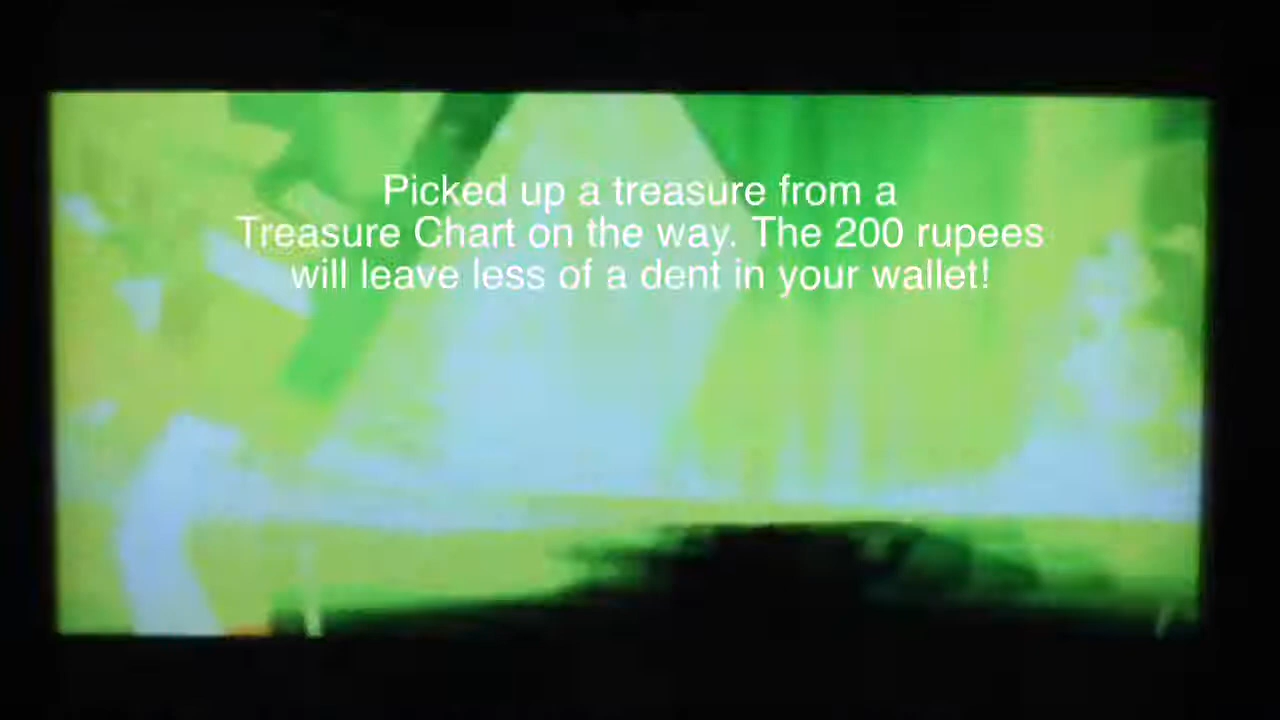 Picked up a treasure from a
Treasure Chart on the way. The 200 rupees
will leave less of a dent in your wallet!